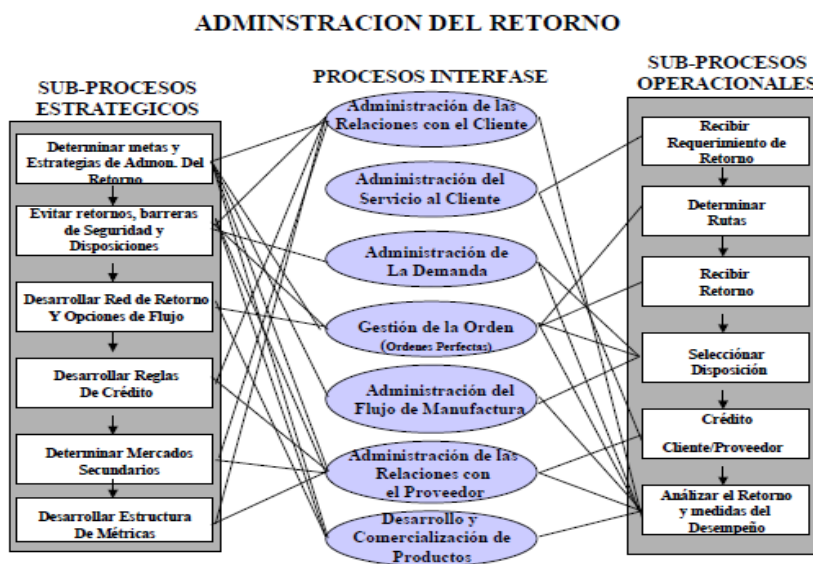 ADMINSTRACION DEL RETORNO
SUB-PROCESOS
ESTRATEGICOS
Determinar metas y
Estrategias de Admon. Del
Retorno
Evitar retornos, barreras
de Seguridad y
Disposiciones
Desarrollar Red de Retorno
Y Opciones de Flujo
Desarrollar Reglas
De Crédito
Determinar Mercados
Secundarios
Desarrollar Estructura
De Métricas
PROCESOS INTERFASE
Administración de las
Relaciones con el Cliente
Administración del
Servicio al Cliente
Administración de
La Demanda
Gestión de la Orden
(Ordenes Perfectas)
Administración del
Flujo de Manufactura
Administración de las
Relaciones con
el Proveedor
Desarrollo y
Comercialización de
Productos
SUB-PROCESOS
OPERACIONALES
Recibir
Requerimiento de
Retorno
Determinar
Rutas
Recibir
Retorno
Selecciónar
Disposición
Crédito
Cliente/Proveedor
Análizar el Retorno
y medidas del
Desempeño